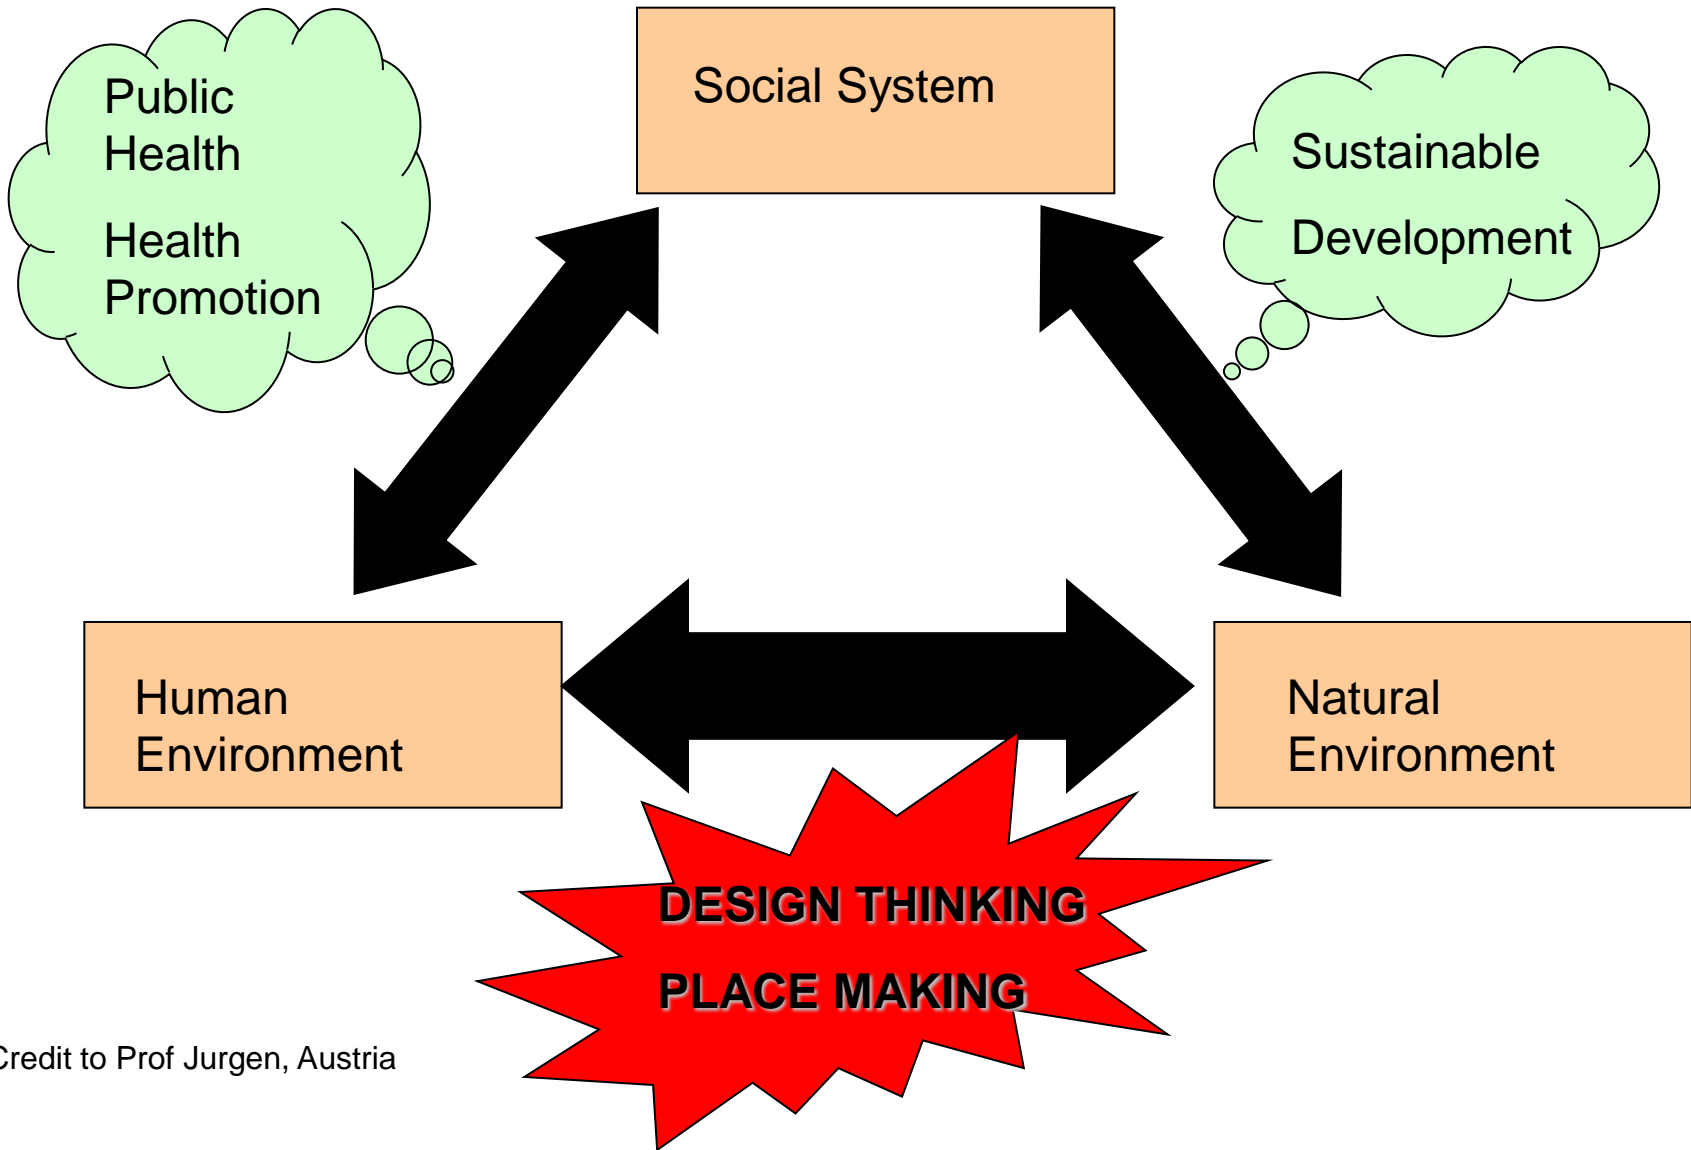 Public
Health
Health
Promotion
Social System
Sustainable
Development
Human
Environment
Natural
Environment
DESIGN THINKING
PLACE MAKING
Credit to Prof Jurgen, Austria